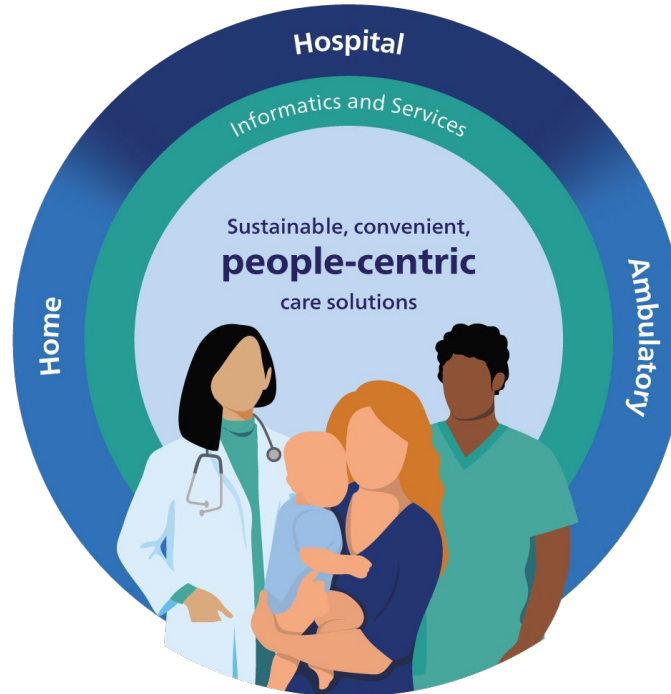 Hospital
Informatics and Services
Sustainable, convenient,
people-centric
care solutions
Home
Ambulatory